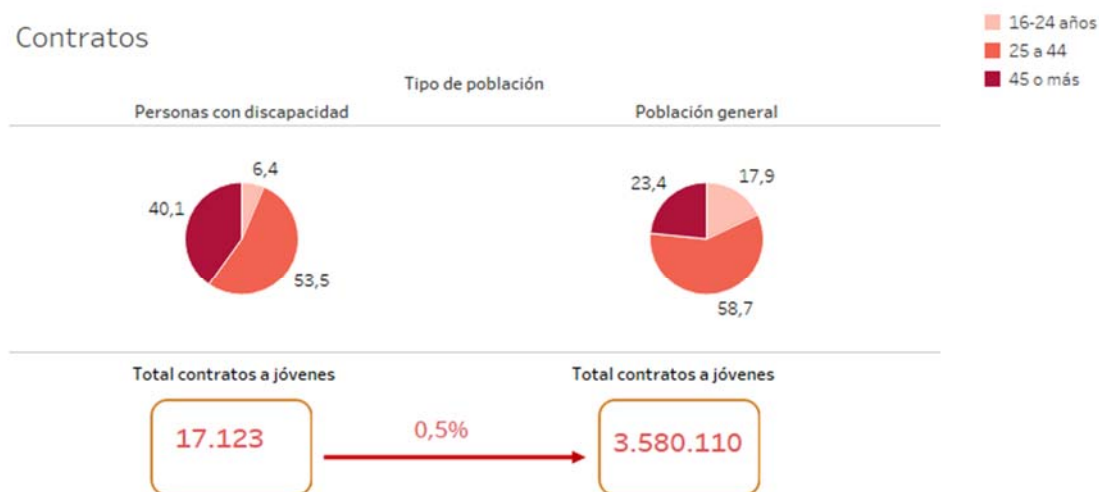 Contratos
16-24 años
25 a 44
45 o más
Tipo de población
Personas con discapacidad
Población general
6,4
40,1
53,5
17,9
23,4
58,7
Total contratos a jóvenes
Total contratos a jóvenes
17.123
0,5%
3.580.110